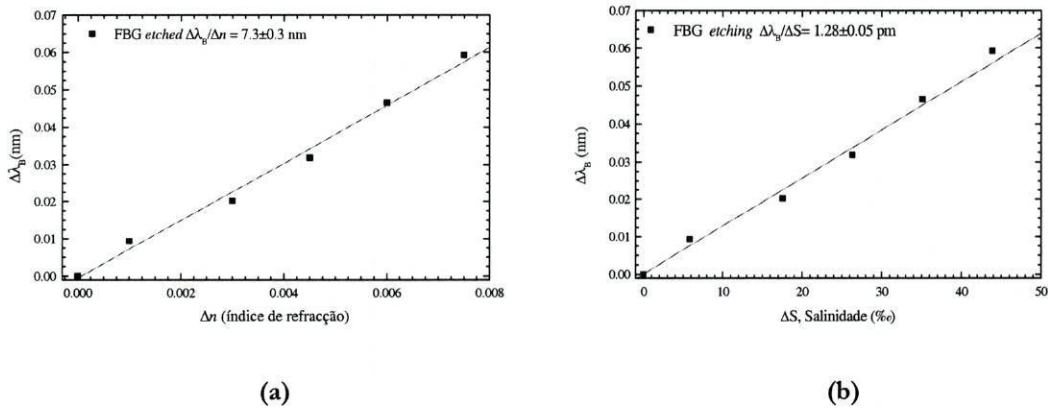 0.07
0.06
0.05
0.04
0.03
0.02
0.01
0.00
Δλ_B(nm)
■ FBG etched Δλ_B/Δn = 7.3±0.3 nm
0.000 0.002 0.004 0.006 0.008
Δn (índice de refracção)
(a)
0.07
0.06
0.05
0.04
0.03
0.02
0.01
0.00
Δλ_B (nm)
■ FBG etching Δλ_B/ΔS= 1.28±0.05 pm
0 10 20 30 40 50
ΔS, Salinidade (‰)
(b)